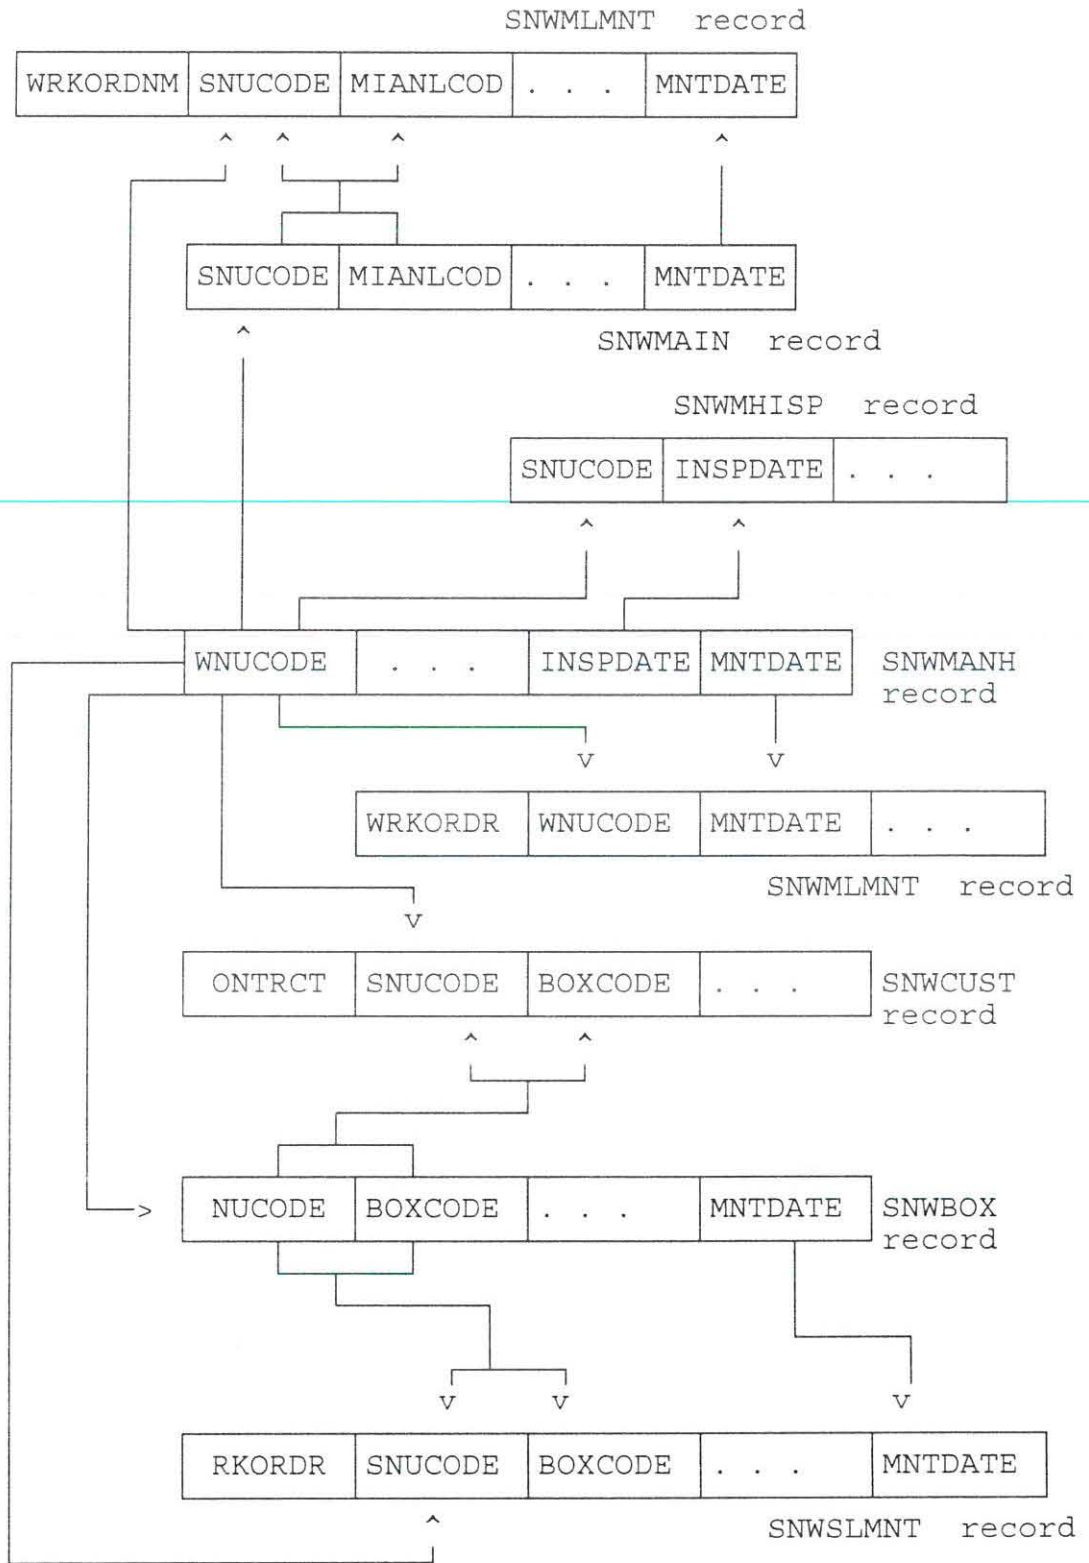 SNWMLMNT record
WRKORDNM SNUCODE MIANLCOD . . . MNTDATE
SNUCODE MIANLCOD . . . MNTDATE
SNWMAIN record
SNWMHISP record
SNUCODE INSPDATE . . .
WNUCODE . . . INSPDATE MNTDATE SNWMANH
record
WRKORDR WNUCODE MNTDATE . . .
SNWMLMNT record
ONTRCT SNUCODE BOXCODE . . . SNWCUST
record
NUCODE BOXCODE . . . MNTDATE SNWBOX
record
RKORDR SNUCODE BOXCODE . . . MNTDATE
SNWSLMNT record